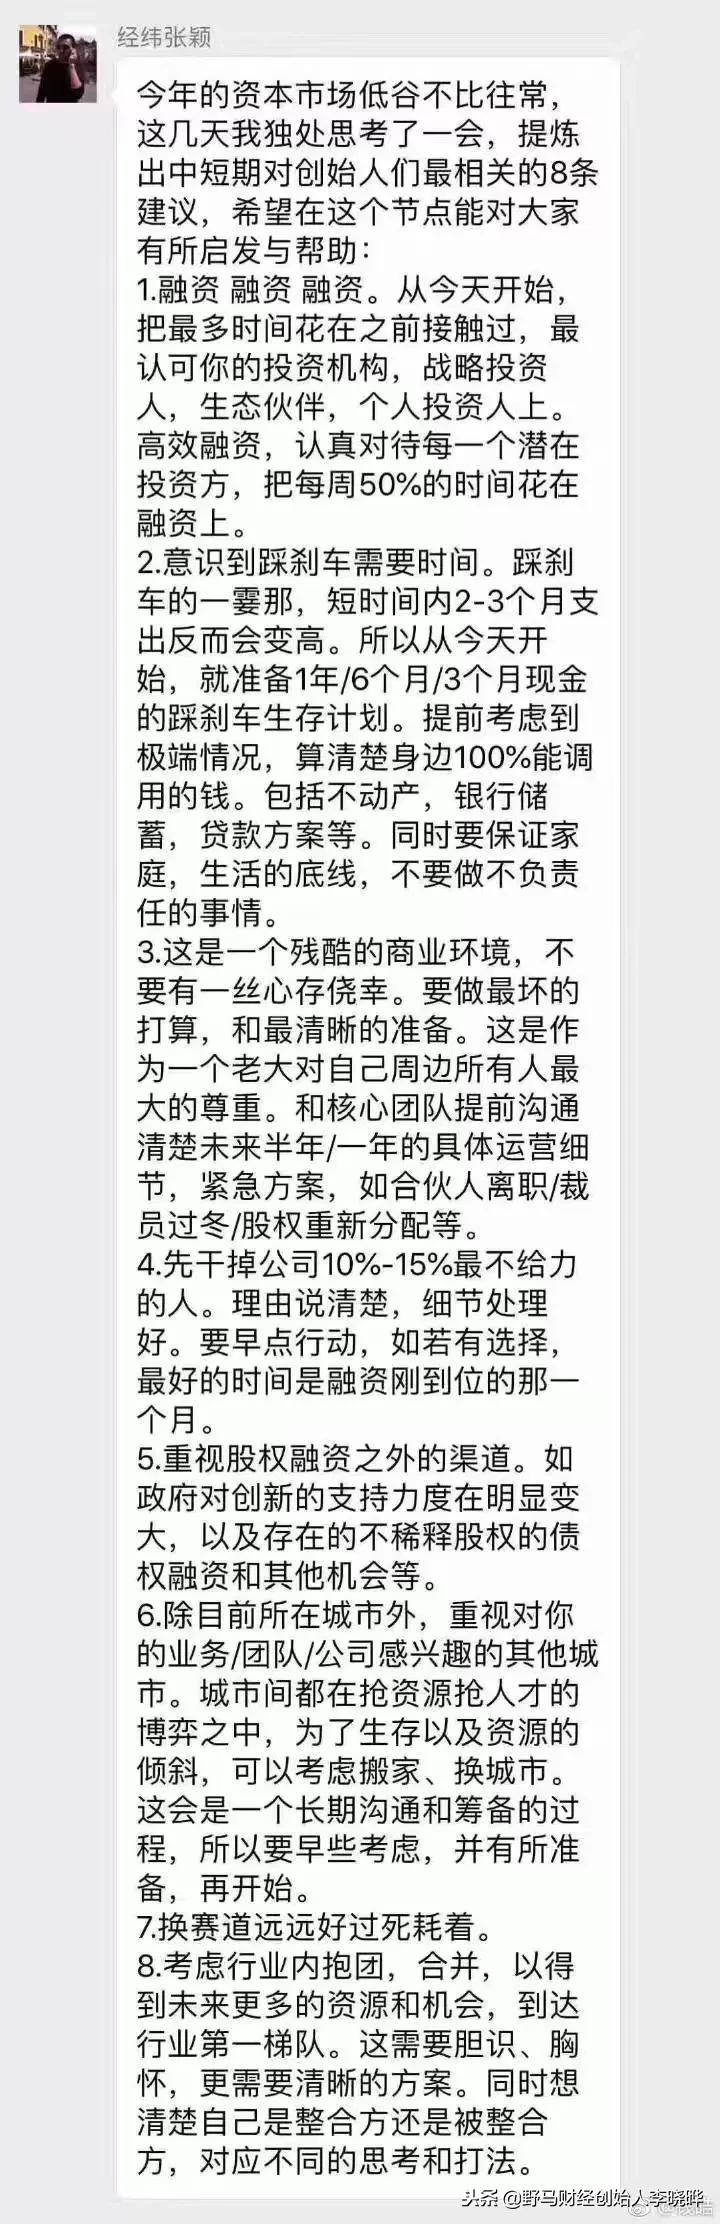 经纬张颖
今年的资本市场低谷不比往常，
这几天我独处思考了一会，提炼
出中短期对创始人们最相关的8条
建议，希望在这个节点能对大家
有所启发与帮助：
1.融资 融资 融资。从今天开始，
把最多时间花在之前接触过，最
认可你的投资机构，战略投资
人，生态伙伴，个人投资人上。
高效融资，认真对待每一个潜在
投资方，把每周50%的时间花在
融资上。
2.意识到踩刹车需要时间。踩刹
车的一霎那，短时间内2-3个月支
出反而会变高。所以从今天开
始，就准备1年/6个月/3个月现金
的踩刹车生存计划。提前考虑到
极端情况，算清楚身边100%能调
用的钱。包括不动产，银行储
蓄，贷款方案等。同时要保证家
庭，生活的底线，不要做不负责
任的事情。
3.这是一个残酷的商业环境，不
要有一丝心存侥幸。要做最坏的
打算，和最清晰的准备。这是作
为一个老大对自己周边所有人最
大的尊重。和核心团队提前沟通
清楚未来半年/一年的具体运营细
节，紧急方案，如合伙人离职/裁
员过冬/股权重新分配等。
4.先干掉公司10%-15%最不给力
的人。理由说清楚，细节处理
好。要早点行动，如若有选择，
最好的时间是融资刚到位的那一
个月。
5.重视股权融资之外的渠道。如
政府对创新的支持力度在明显变
大，以及存在的不稀释股权的债
权融资和其他机会等。
6.除目前所在城市外，重视对你
的业务/团队/公司感兴趣的其他城
市。城市间都在抢资源抢人才的
博弈之中，为了生存以及资源的
倾斜，可以考虑搬家、换城市。
这会是一个长期沟通和筹备的过
程，所以要早些考虑，并有所准
备，再开始。
7.换赛道远远好过死耗着。
8.考虑行业内抱团，合并，以得
到未来更多的资源和机会，到达
行业第一梯队。这需要胆识、胸
怀，更需要清晰的方案。同时想
清楚自己是整合方还是被整合
方，对应不同的思考和打法。
头条 @野马财经创始人李晓晔